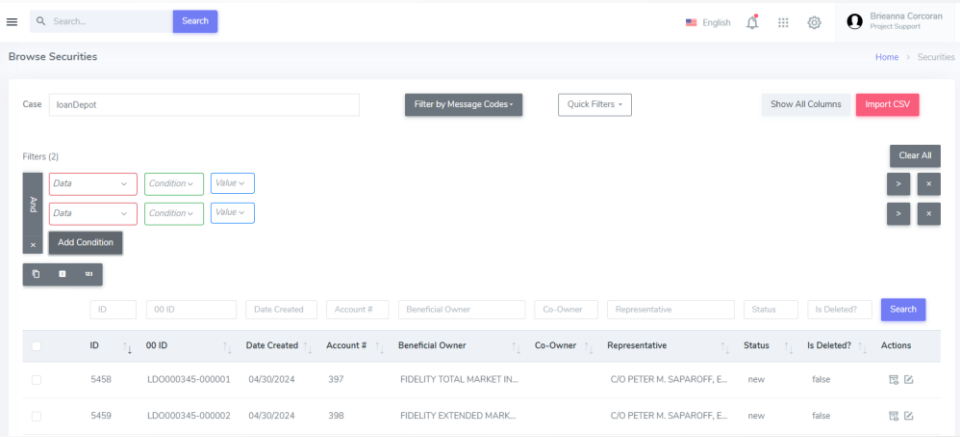 Search... Search English Brieanna Corcoran
Project Support
Browse Securities Home > Securities
Case loanDepot Filter by Message Codes Quick Filters Show All Columns Import CSV
Filters (2) Clear All
And
Data Condition Value > x
Data Condition Value > x
x Add Condition
ID 00 ID Date Created Account # Beneficial Owner Co-Owner Representative Status Is Deleted? Search
ID 00 ID Date Created Account # Beneficial Owner Co-Owner Representative Status Is Deleted? Actions
5458 LDO000345-000001 04/30/2024 397 FIDELITY TOTAL MARKET IN... C/O PETER M. SAPAROFF, E... new false
5459 LDO000345-000002 04/30/2024 398 FIDELITY EXTENDED MARK... C/O PETER M. SAPAROFF, E... new false